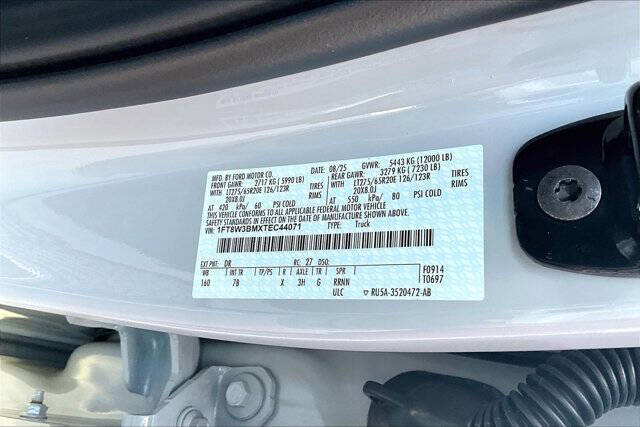 MFD. BY FORD MOTOR CO. 08/25 GVWR: 5443 KG (12000 LB)
FRONT GAWR: 2717 KG (5990 LB) REAR GAWR: 3279 KG (7230 LB)
WITH LT275/65R20E 126/123R TIRES WITH LT275/65R20E 126/123R TIRES
20X8.0J RIMS 20X8.0J RIMS
AT 420 kPa/ 60 PSI COLD AT 550 kPa/ 80 PSI COLD
THIS VEHICLE CONFORMS TO ALL APPLICABLE FEDERAL MOTOR VEHICLE
SAFETY STANDARDS IN EFFECT ON THE DATE OF MANUFACTURE SHOWN ABOVE.
VIN: 1FT8W3BMXTEC44071 TYPE: Truck
EXT PNT: DR RC: 27 DSO:
WB INT TR TP/PS R AXLE TR SPR F0914
160 7B X 3H G RRNN T0697
ULC ▽ RU5A-3520472-AB